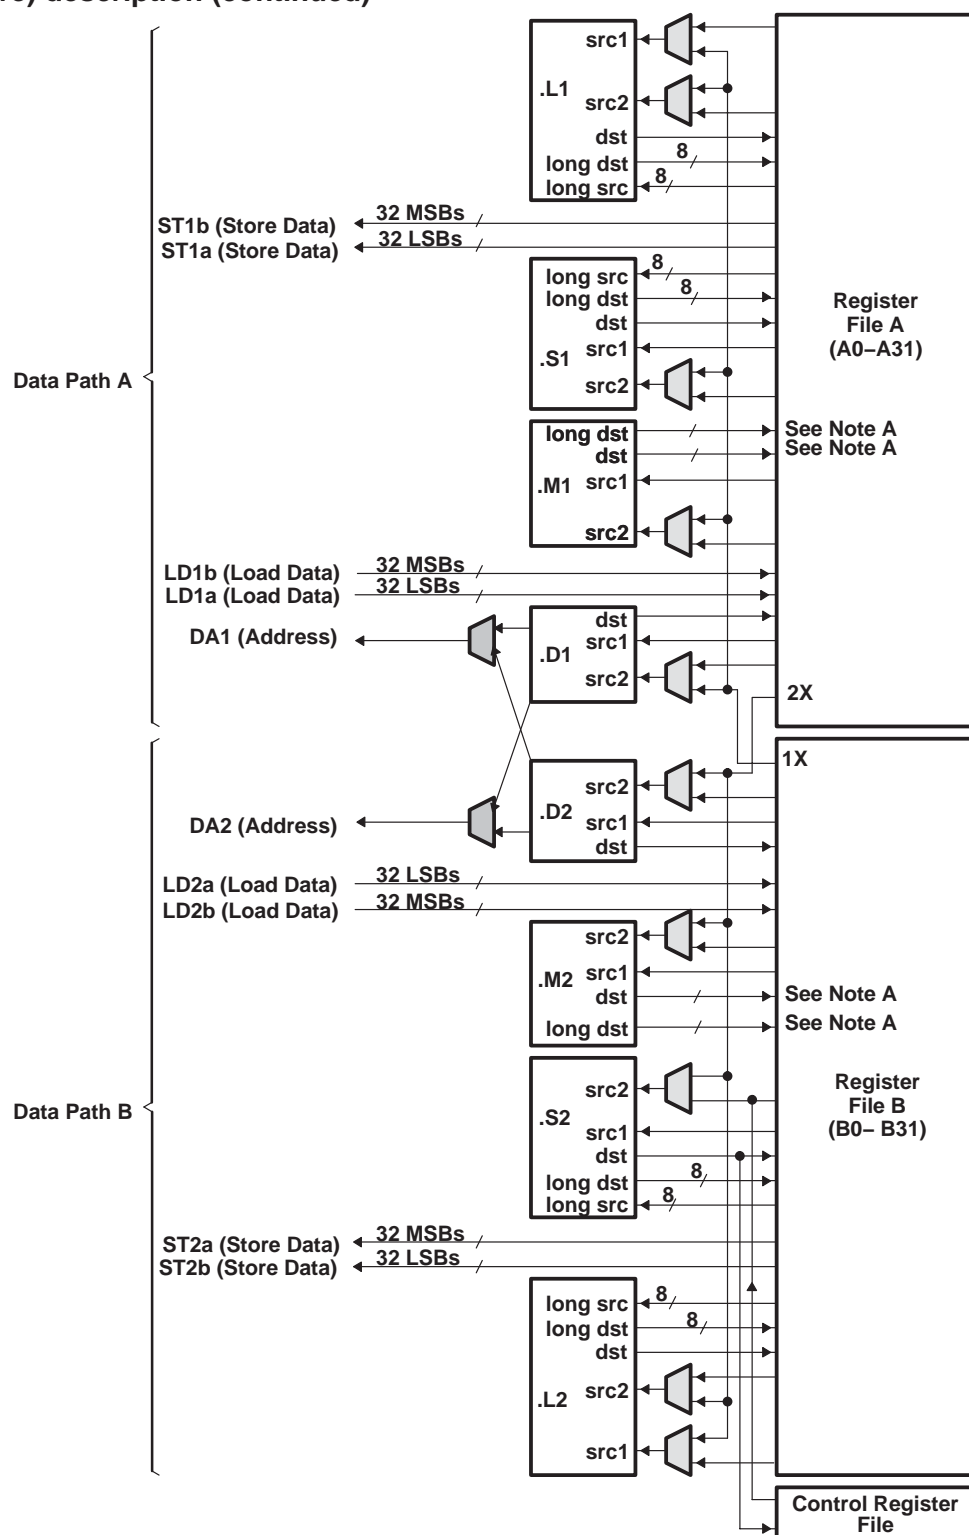 description (continued)
src1
.L1
src2
dst
8
long dst
8
long src
32 MSBs
ST1b (Store Data)
32 LSBs
ST1a (Store Data)
8
long src
8
long dst
dst
.S1
src1
src2
Register
File A
(A0–A31)
Data Path A
long dst
See Note A
dst
See Note A
.M1
src1
src2
32 MSBs
LD1b (Load Data)
32 LSBs
LD1a (Load Data)
dst
DA1 (Address)
.D1
src1
src2
2X
1X
src2
.D2
src1
DA2 (Address)
dst
32 LSBs
LD2a (Load Data)
32 MSBs
LD2b (Load Data)
src2
.M2
src1
dst
See Note A
long dst
See Note A
src2
Register
File B
(B0– B31)
Data Path B
.S2
src1
dst
8
long dst
8
long src
32 MSBs
ST2a (Store Data)
32 LSBs
ST2b (Store Data)
8
long src
8
long dst
dst
.L2
src2
src1
Control Register
File